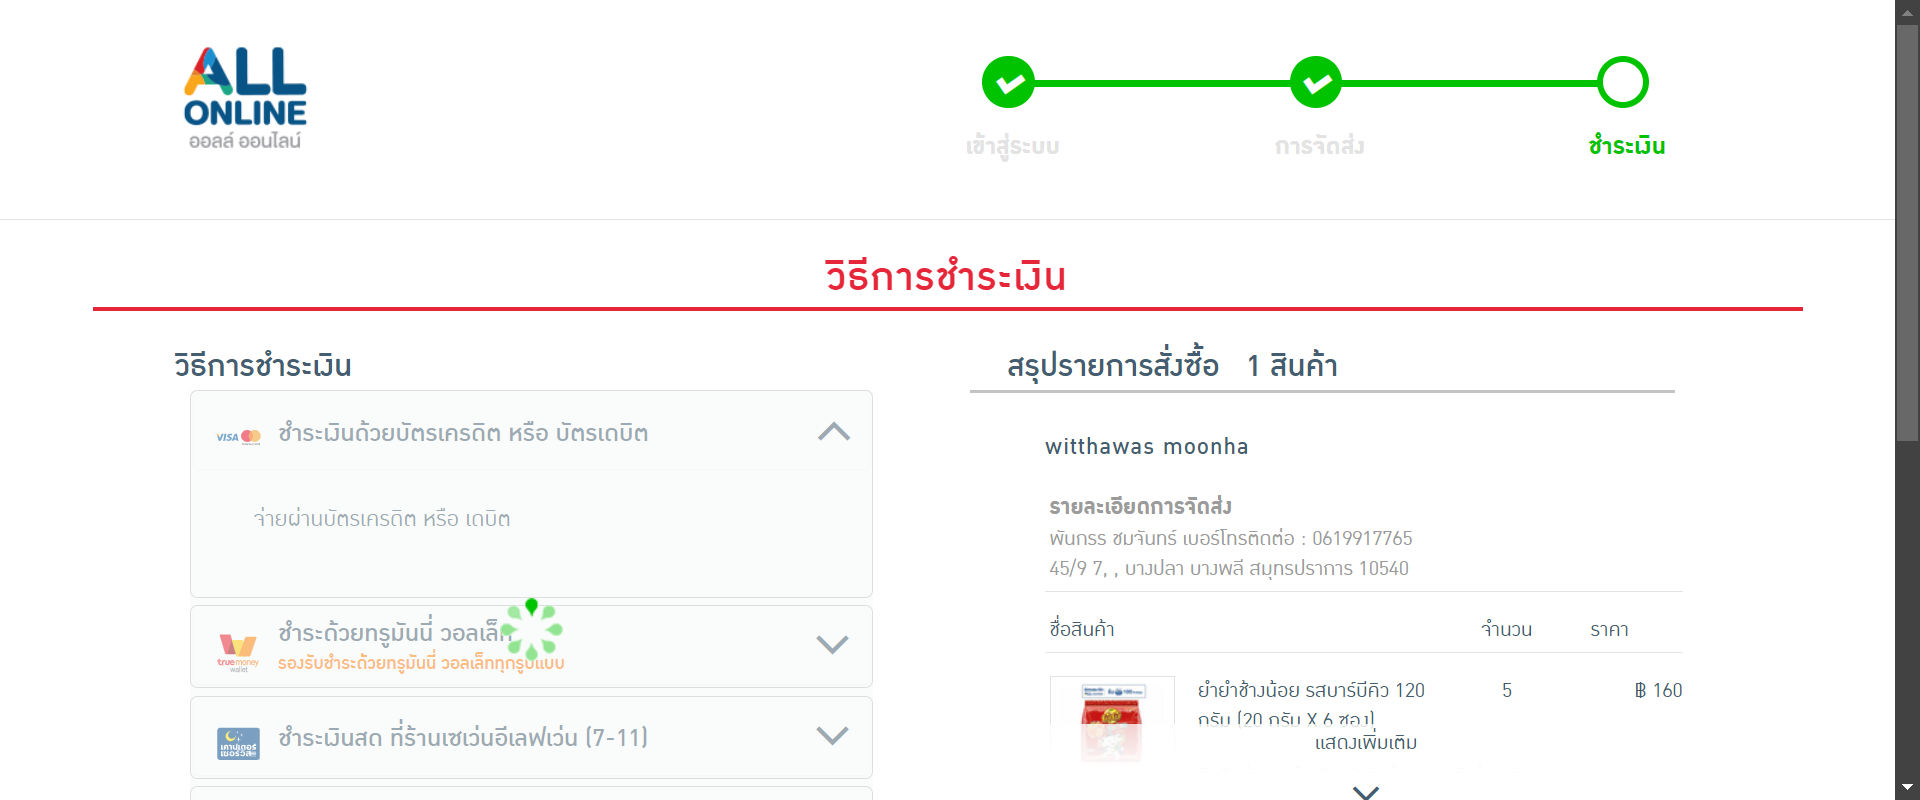 ALL
ONLINE
ออลล์ ออนไลน์
เข้าสู่ระบบ
การจัดส่ง
ชำระเงิน
วิธีการชำระเงิน
วิธีการชำระเงิน
VISA
ชำระเงินด้วยบัตรเครดิต หรือ บัตรเดบิต
จ่ายผ่านบัตรเครดิต หรือ เดบิต
truemoney
wallet
ชำระด้วยทรูมันนี่ วอลเล็ท
รองรับชำระด้วยทรูมันนี่ วอลเล็ททุกรูปแบบ
เคาน์เตอร์
เซอร์วิส
ชำระเงินสด ที่ร้านเซเว่นอีเลฟเว่น (7-11)
สรุปรายการสั่งซื้อ 1 สินค้า
witthawas moonha
รายละเอียดการจัดส่ง
พันกรร ชมจันทร์ เบอร์โทรติดต่อ : 0619917765
45/9 7, , บางปลา บางพลี สมุทรปราการ 10540
ชื่อสินค้า จำนวน ราคา
ยำยำช้างน้อย รสบาร์บีคิว 120 5 ฿ 160
กรัม (20 กรัม X 6 ซอง)
แสดงเพิ่มเติม